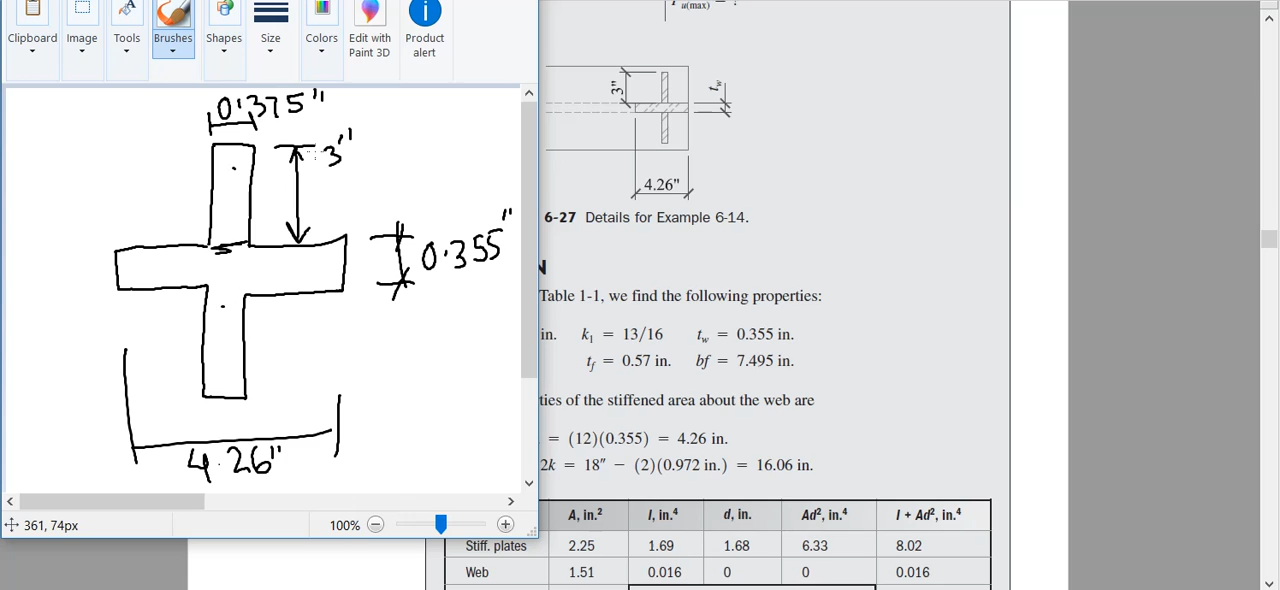 Clipboard
Image
Tools
Brushes
Shapes
Size
Colors
Edit with
Paint 3D
Product
alert
0.375"
3"
0.355"
4.26"
361, 74px
100%
u(max)
3"
t_w
4.26"
6-27 Details for Example 6-14.
N
Table 1-1, we find the following properties:
in. k₁ = 13/16 t_w = 0.355 in.
t_f = 0.57 in. bf = 7.495 in.
ties of the stiffened area about the web are
= (12)(0.355) = 4.26 in.
2k = 18″ − (2)(0.972 in.) = 16.06 in.
A, in.² I, in.⁴ d, in. Ad², in.⁴ I + Ad², in.⁴
Stiff. plates 2.25 1.69 1.68 6.33 8.02
Web 1.51 0.016 0 0 0.016